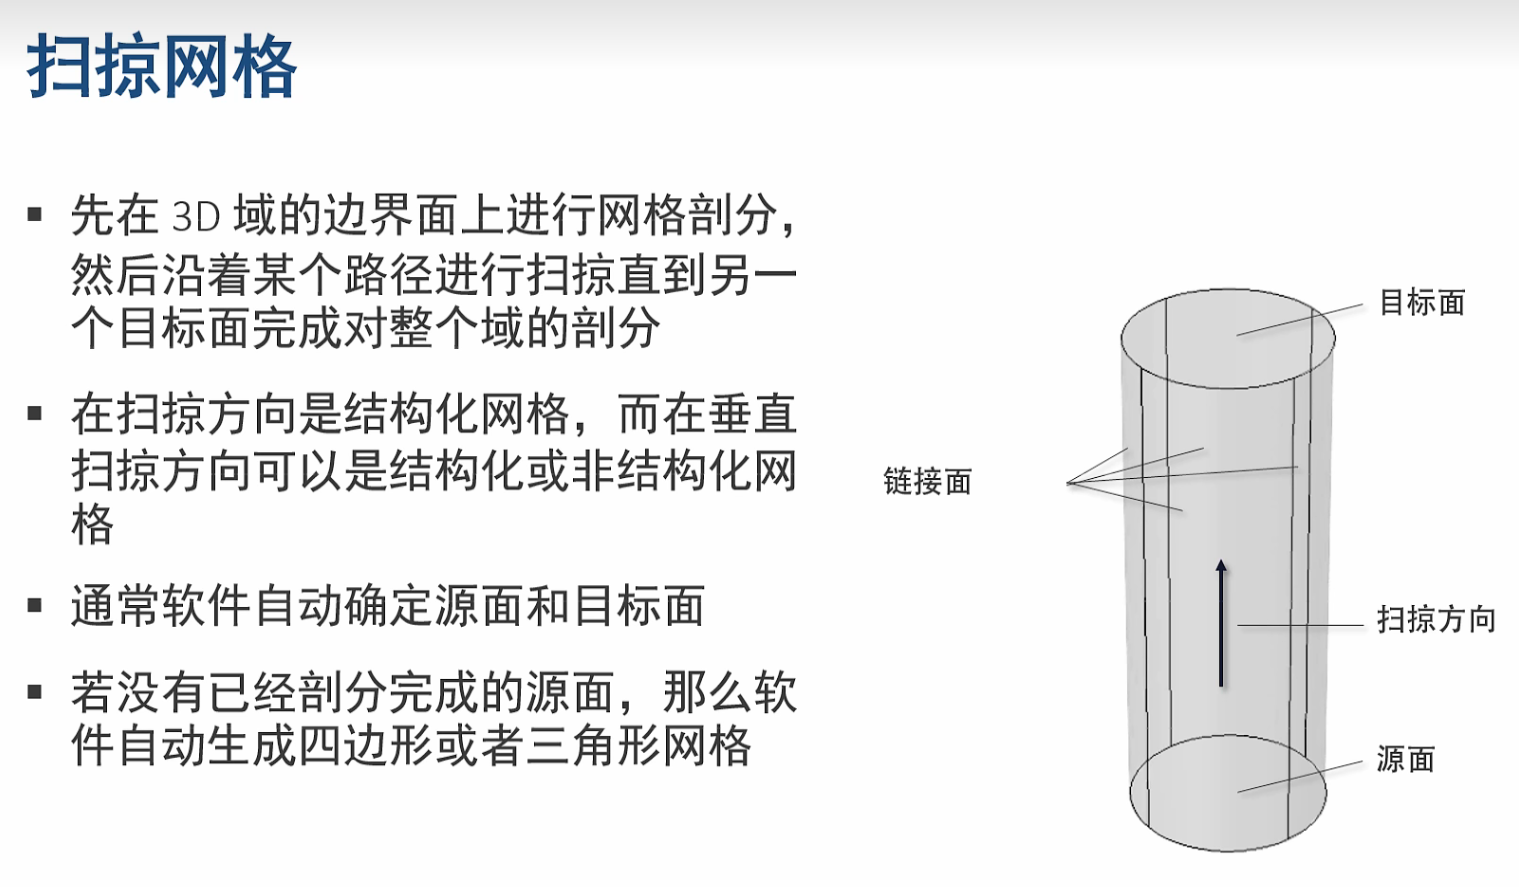 扫掠网格
▪ 先在 3D 域的边界面上进行网格剖分，
然后沿着某个路径进行扫掠直到另一
个目标面完成对整个域的剖分
▪ 在扫掠方向是结构化网格，而在垂直
扫掠方向可以是结构化或非结构化网
格
▪ 通常软件自动确定源面和目标面
▪ 若没有已经剖分完成的源面，那么软
件自动生成四边形或者三角形网格
目标面
链接面
扫掠方向
源面